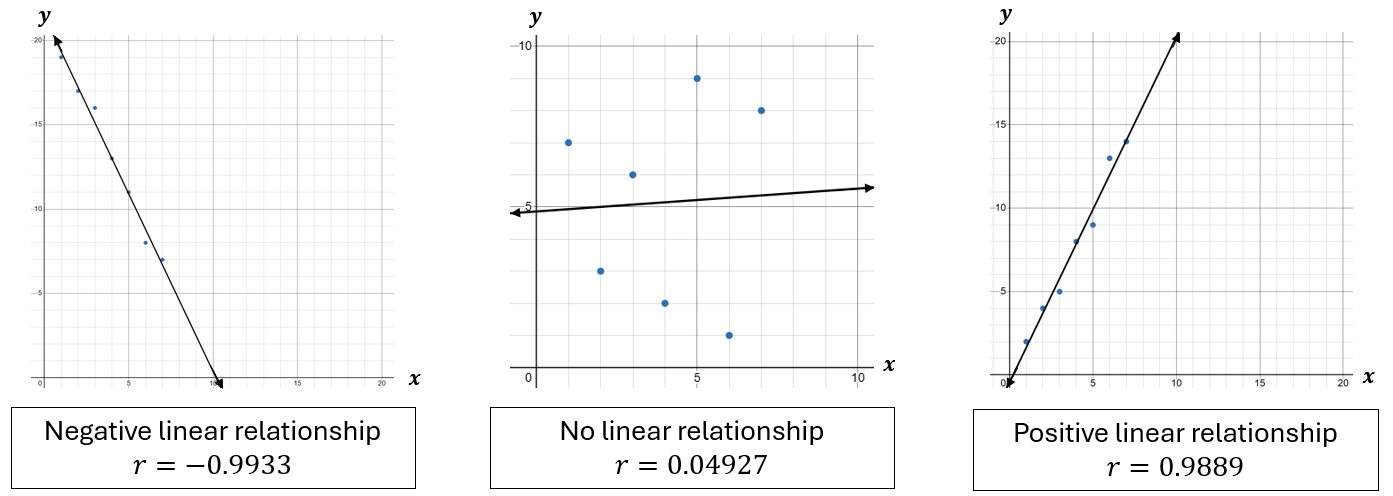 y
20
15
10
5
0
5
10
15
20
x
Negative linear relationship
r = −0.9933
y
10
5
0
5
10
x
No linear relationship
r = 0.04927
y
20
15
10
5
0
5
10
15
20
x
Positive linear relationship
r = 0.9889